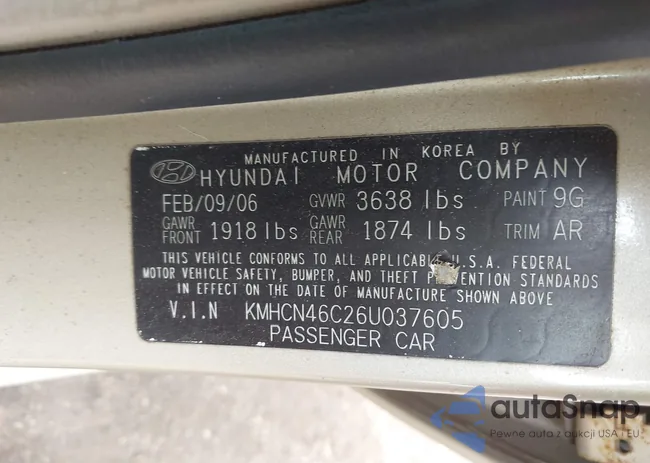 MANUFACTURED IN KOREA BY
HYUNDAI MOTOR COMPANY
FEB/09/06 GVWR 3638 lbs PAINT 9G
GAWR FRONT 1918 lbs GAWR REAR 1874 lbs TRIM AR
THIS VEHICLE CONFORMS TO ALL APPLICABLE U.S.A. FEDERAL
MOTOR VEHICLE SAFETY, BUMPER, AND THEFT PREVENTION STANDARDS
IN EFFECT ON THE DATE OF MANUFACTURE SHOWN ABOVE
V.I.N KMHCN46C26U037605
PASSENGER CAR
autoSnap
Pewne auta z aukcji USA i EU